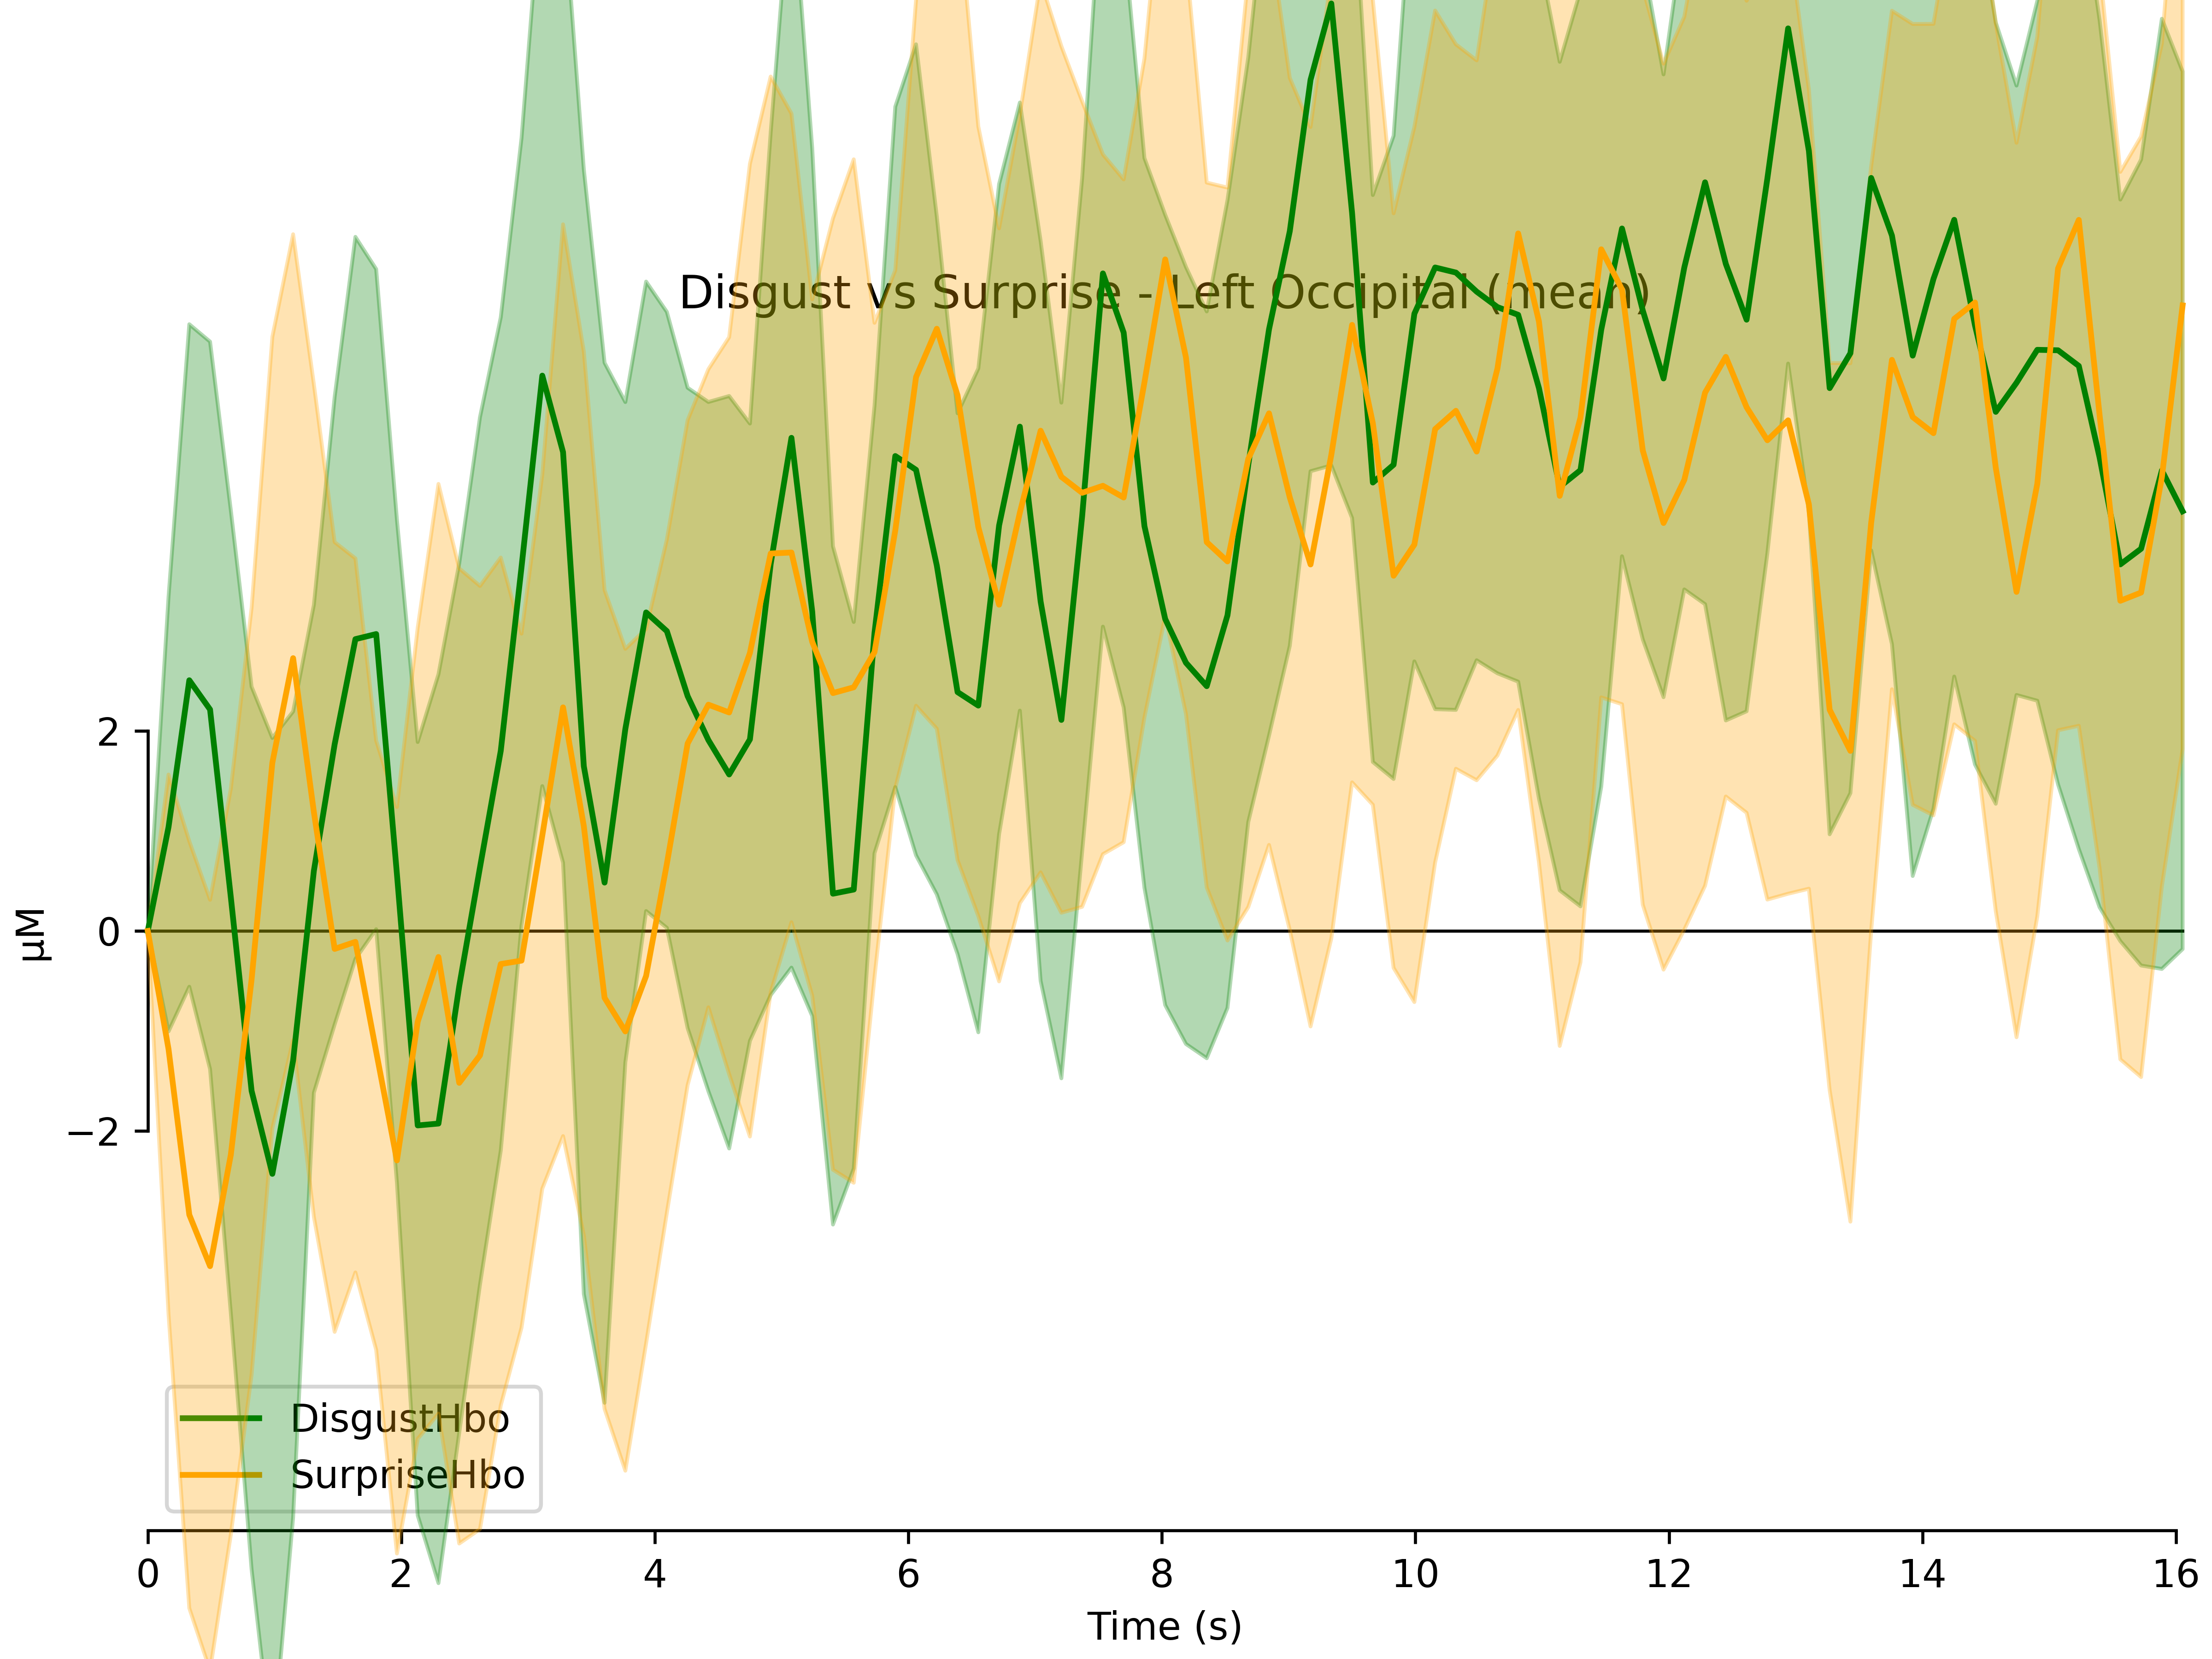 Disgust vs Surprise - Left Occipital (mean)
2
0
−2
μM
DisgustHbo
SurpriseHbo
0 2 4 6 8 10 12 14 16
Time (s)